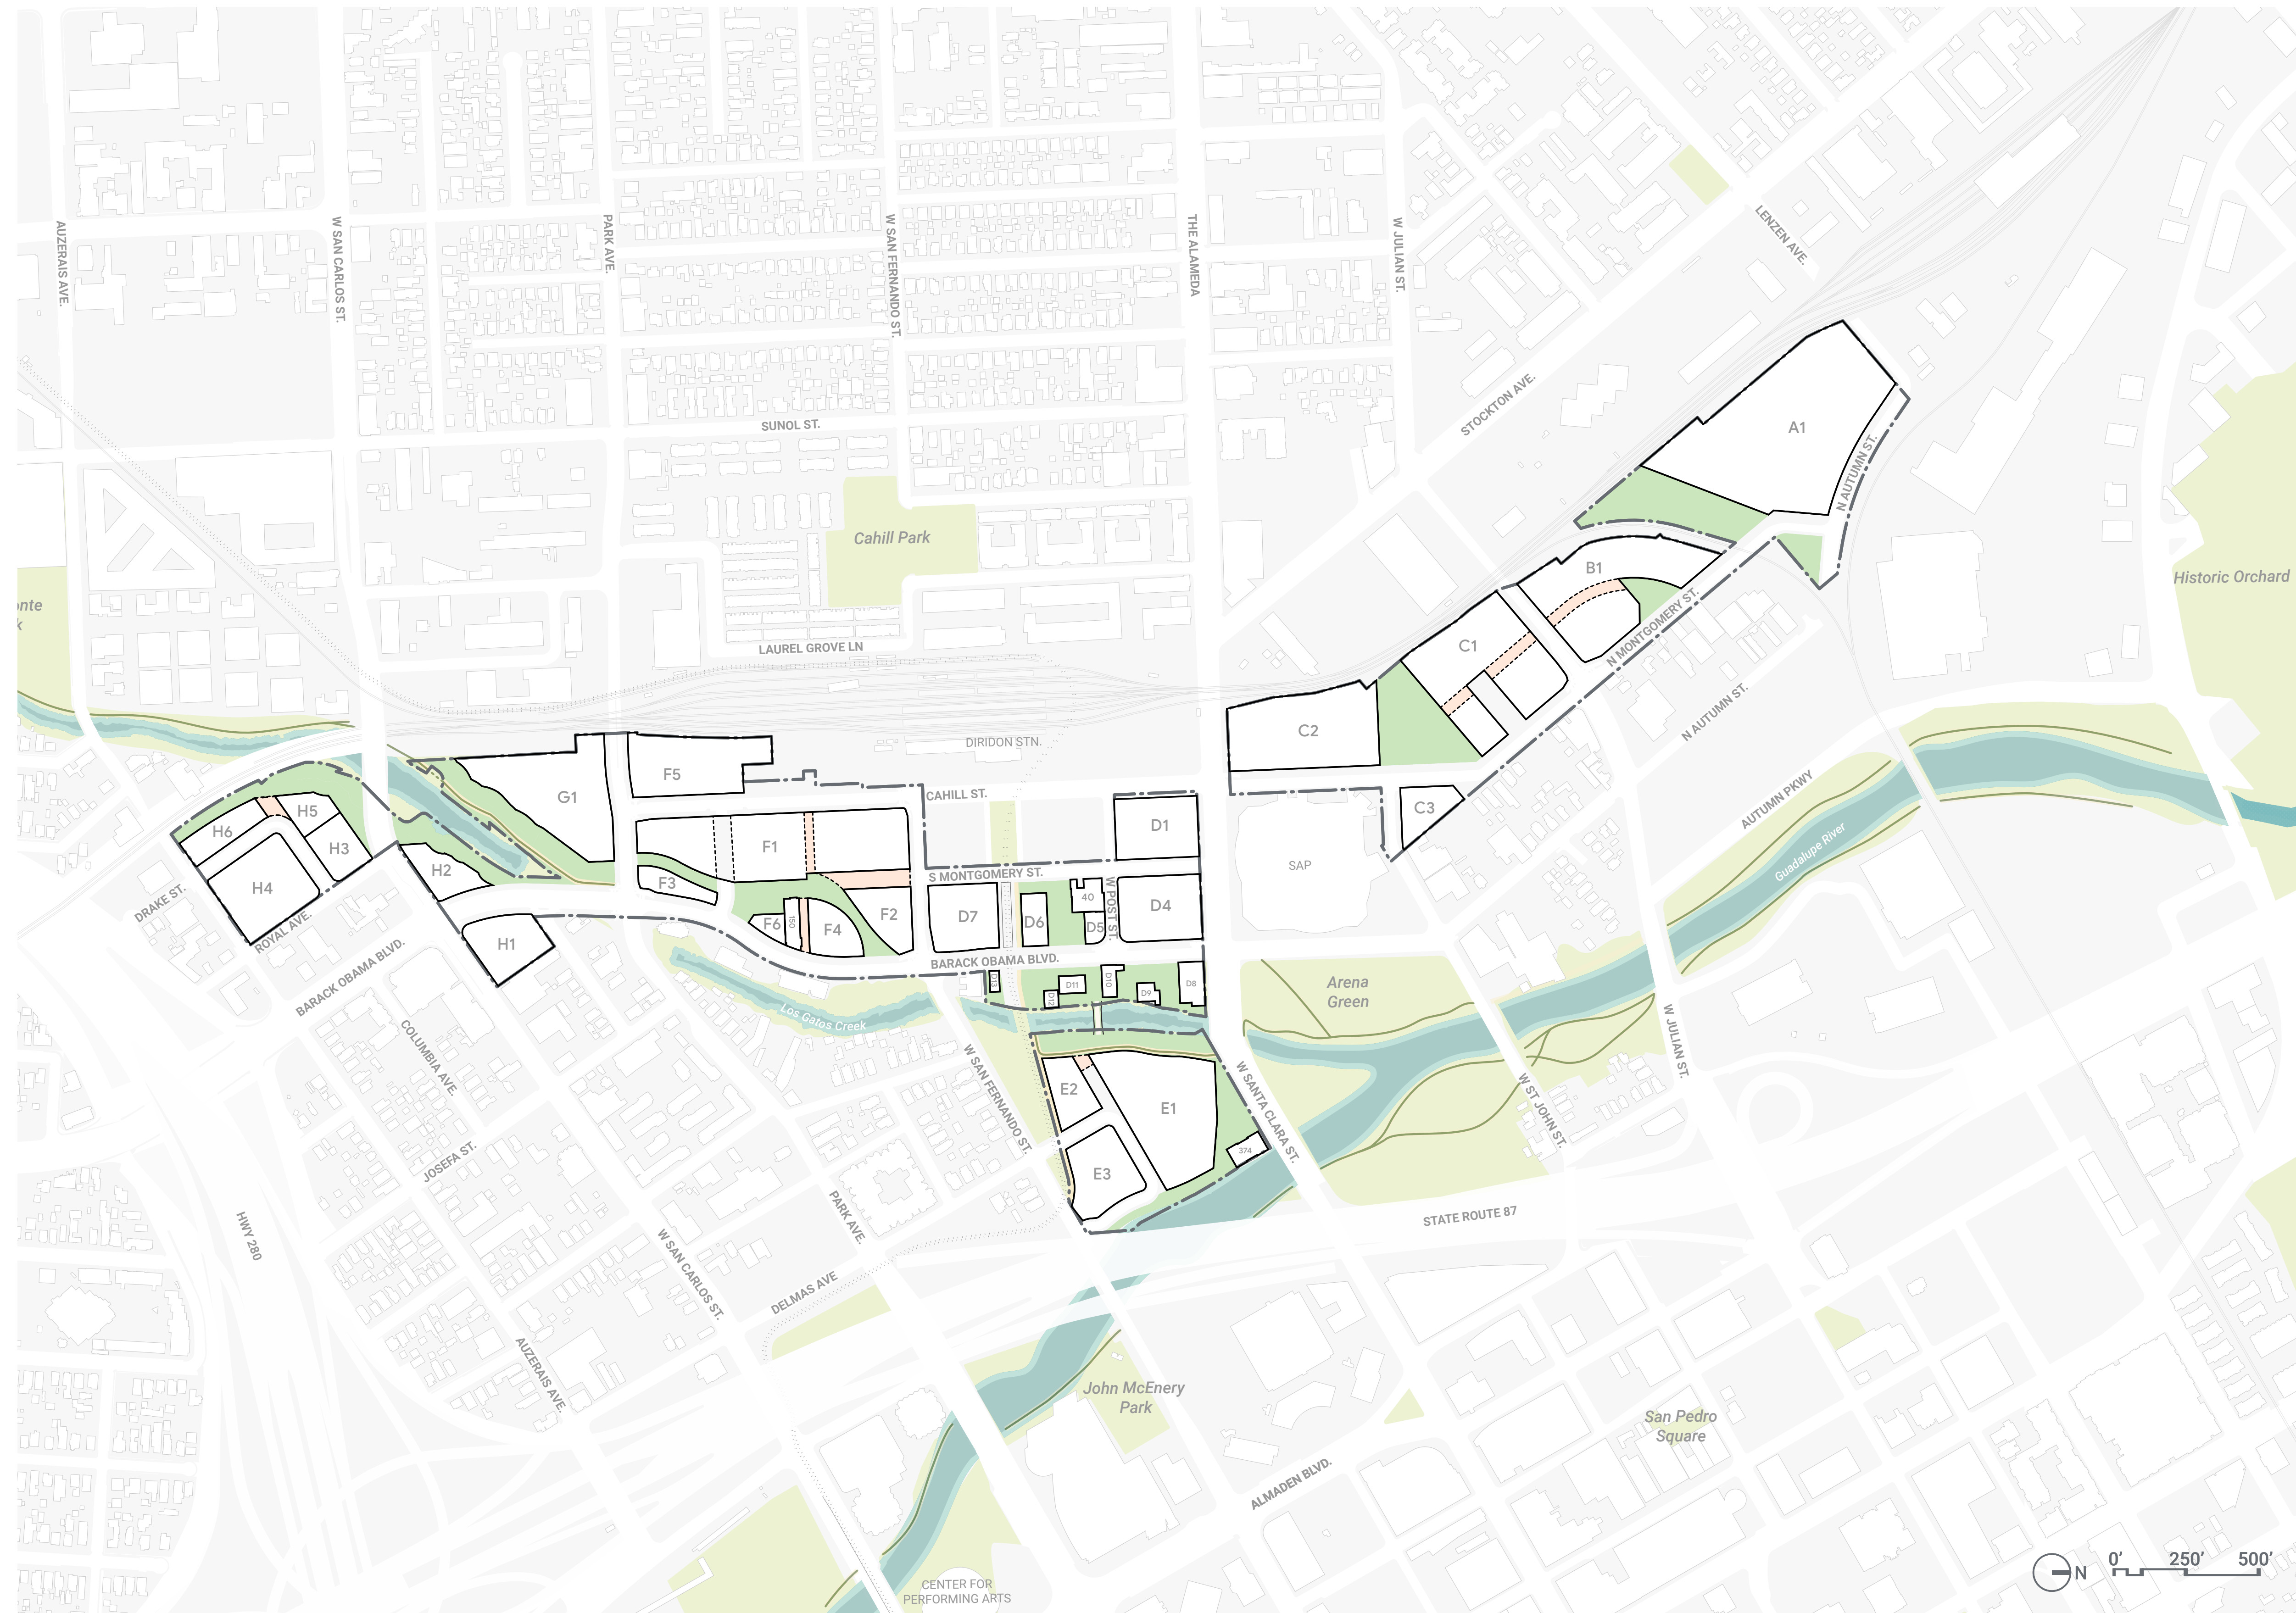 AUZERAIS AVE.
W SAN CARLOS ST.
PARK AVE.
W SAN FERNANDO ST.
THE ALAMEDA
W JULIAN ST.
LENZEN AVE.
STOCKTON AVE.
SUNOL ST.
A1
N AUTUMN ST.
Cahill Park
Historic Orchard
onte
k
B1
LAUREL GROVE LN
C1
N MONTGOMERY ST.
N AUTUMN ST.
C2
DIRIDON STN.
F5
G1
CAHILL ST.
C3
AUTUMN PKWY
H5
H6
H3
H4
H2
F1
D1
SAP
Guadalupe River
S MONTGOMERY ST.
F3
DRAKE ST.
ROYAL AVE.
H1
F6
150
F4
F2
D7
D6
40
D5
W POST ST.
D4
BARACK OBAMA BLVD.
BARACK OBAMA BLVD.
D13
D12
D11
D10
D9
D8
Arena
Green
Los Gatos Creek
COLUMBIA AVE.
W SAN FERNANDO ST.
E2
E1
E3
374
W SANTA CLARA ST.
W ST JOHN ST.
W JULIAN ST.
JOSEFA ST.
HWY 280
PARK AVE.
W SAN CARLOS ST.
STATE ROUTE 87
DELMAS AVE
AUZERAIS AVE.
John McEnery
Park
San Pedro
Square
ALMADEN BLVD.
CENTER FOR
PERFORMING ARTS
N
0' 250' 500'